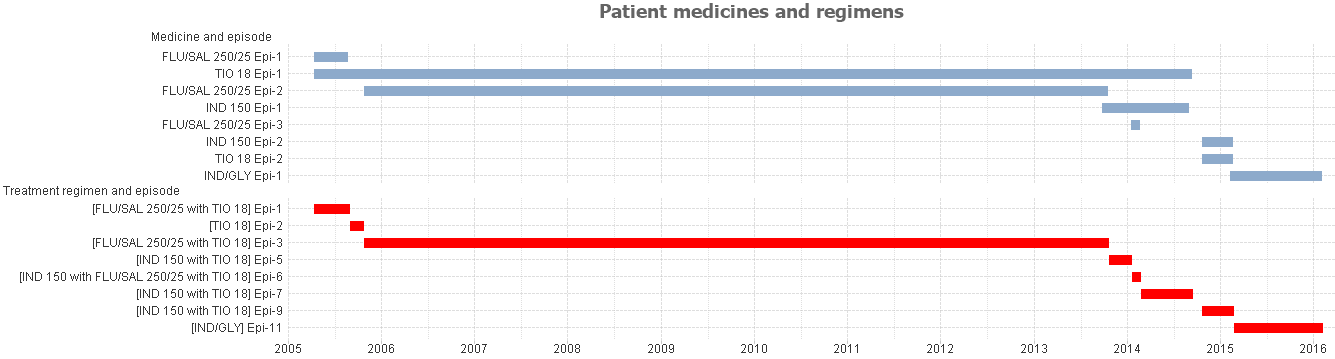 Patient medicines and regimens
Medicine and episode
FLU/SAL 250/25 Epi-1
TIO 18 Epi-1
FLU/SAL 250/25 Epi-2
IND 150 Epi-1
FLU/SAL 250/25 Epi-3
IND 150 Epi-2
TIO 18 Epi-2
IND/GLY Epi-1
Treatment regimen and episode
[FLU/SAL 250/25 with TIO 18] Epi-1
[TIO 18] Epi-2
[FLU/SAL 250/25 with TIO 18] Epi-3
[IND 150 with TIO 18] Epi-5
[IND 150 with FLU/SAL 250/25 with TIO 18] Epi-6
[IND 150 with TIO 18] Epi-7
[IND 150 with TIO 18] Epi-9
[IND/GLY] Epi-11
2005 2006 2007 2008 2009 2010 2011 2012 2013 2014 2015 2016